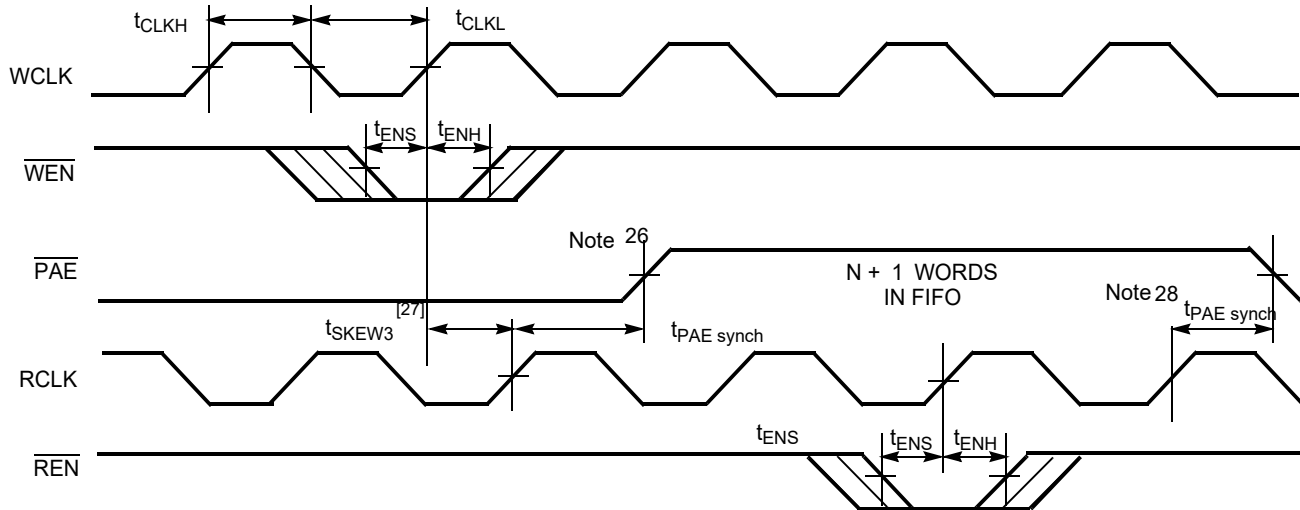 tCLKH
tCLKL
WCLK
tENS
tENH
WEN
Note 26
PAE
N + 1 WORDS
IN FIFO
Note 28
[27]
tSKEW3
tPAE synch
tPAE synch
RCLK
tENS
tENS
tENH
REN